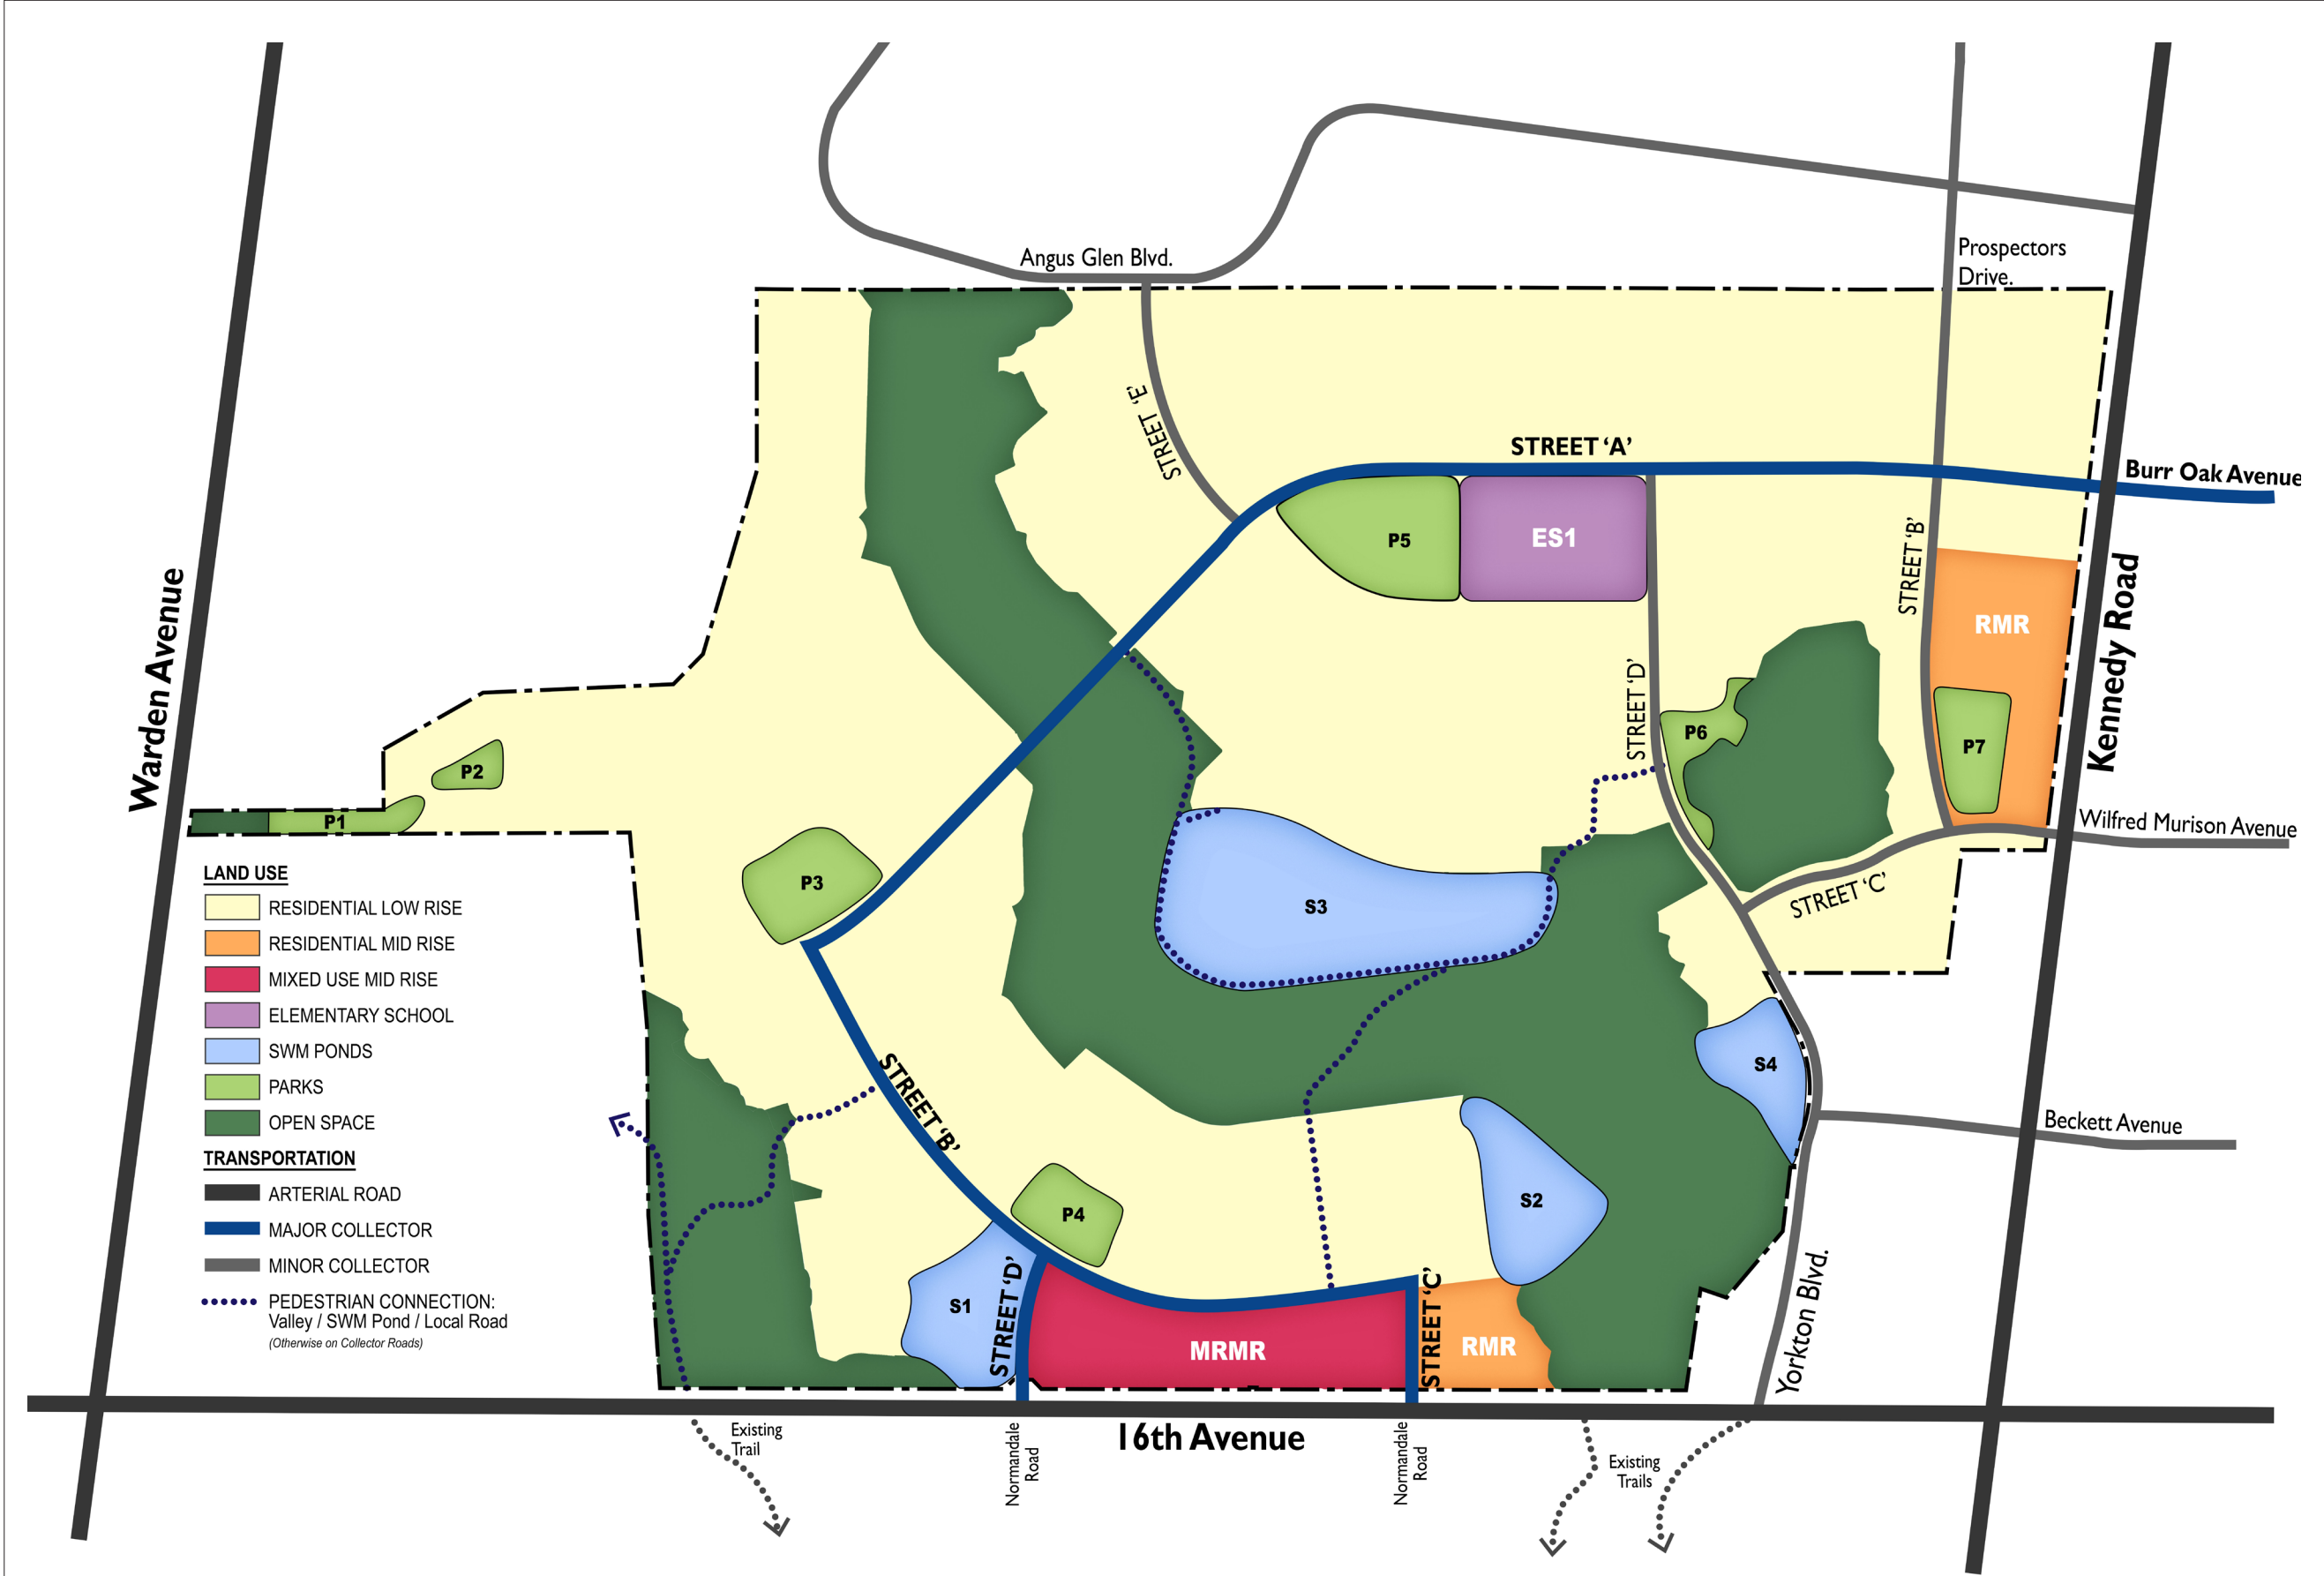 Angus Glen Blvd.
Prospectors
Drive.
STREET ‘E’
STREET ‘A’
Burr Oak Avenue
P5
ES1
STREET ‘B’
RMR
Warden Avenue
Kennedy Road
STREET ‘D’
P6
P7
P2
P1
Wilfred Murison Avenue
P3
S3
STREET ‘C’
LAND USE
RESIDENTIAL LOW RISE
RESIDENTIAL MID RISE
MIXED USE MID RISE
ELEMENTARY SCHOOL
SWM PONDS
PARKS
OPEN SPACE
TRANSPORTATION
ARTERIAL ROAD
MAJOR COLLECTOR
MINOR COLLECTOR
PEDESTRIAN CONNECTION:
Valley / SWM Pond / Local Road
(Otherwise on Collector Roads)
STREET ‘B’
S4
Beckett Avenue
P4
S2
S1
STREET ‘D’
MRMR
STREET ‘C’
RMR
Yorkton Blvd.
16th Avenue
Existing
Trail
Normandale
Road
Normandale
Road
Existing
Trails